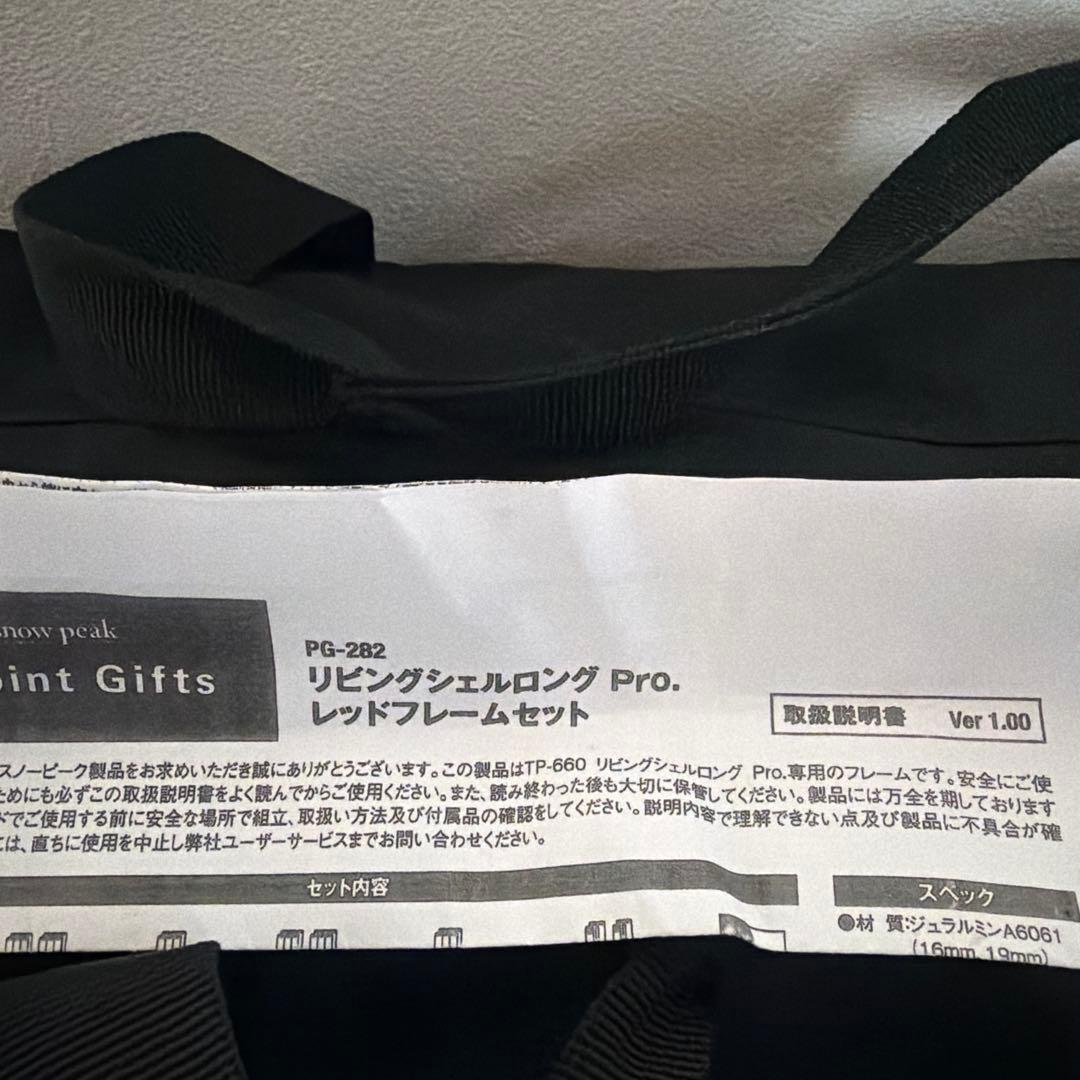 snow peak
Point Gifts
PG-282
リビングシェルロング Pro.
レッドフレームセット
取扱説明書 Ver 1.00
スノーピーク製品をお求めいただき誠にありがとうございます。この製品はTP-660 リビングシェルロング Pro.専用のフレームです。安全にご使
ためにも必ずこの取扱説明書をよく読んでからご使用ください。また、読み終わった後も大切に保管してください。製品には万全を期しております
ドでご使用する前に安全な場所で組立、取扱い方法及び付属品の確認をしてください。説明内容で理解できない点及び製品に不具合が確
には、直ちに使用を中止し弊社ユーザーサービスまでお問い合わせください。
セット内容
スペック
●材 質:ジュラルミンA6061
(16mm,19mm)